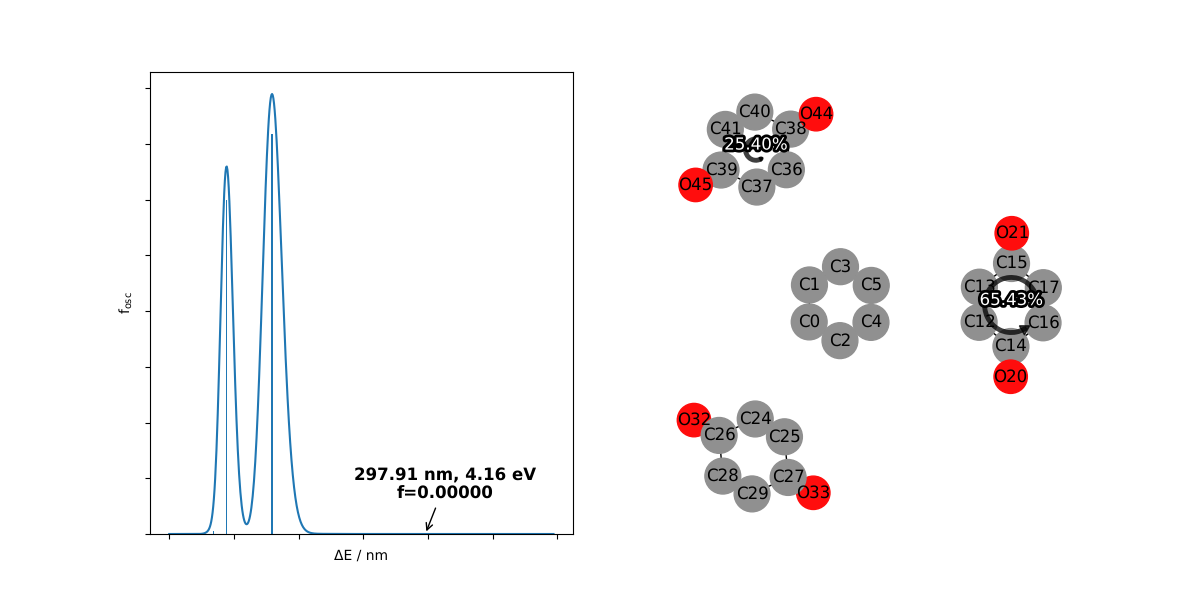 f_osc
297.91 nm, 4.16 eV
f=0.00000
ΔE / nm
C40
O44
C41
C38
25.40%
C39
C36
O45
C37
O21
C15
C3
C1
C5
C13
C17
65.43%
C0
C4
C12
C16
C2
C14
O20
O32
C24
C26
C25
C28
C27
C29
O33